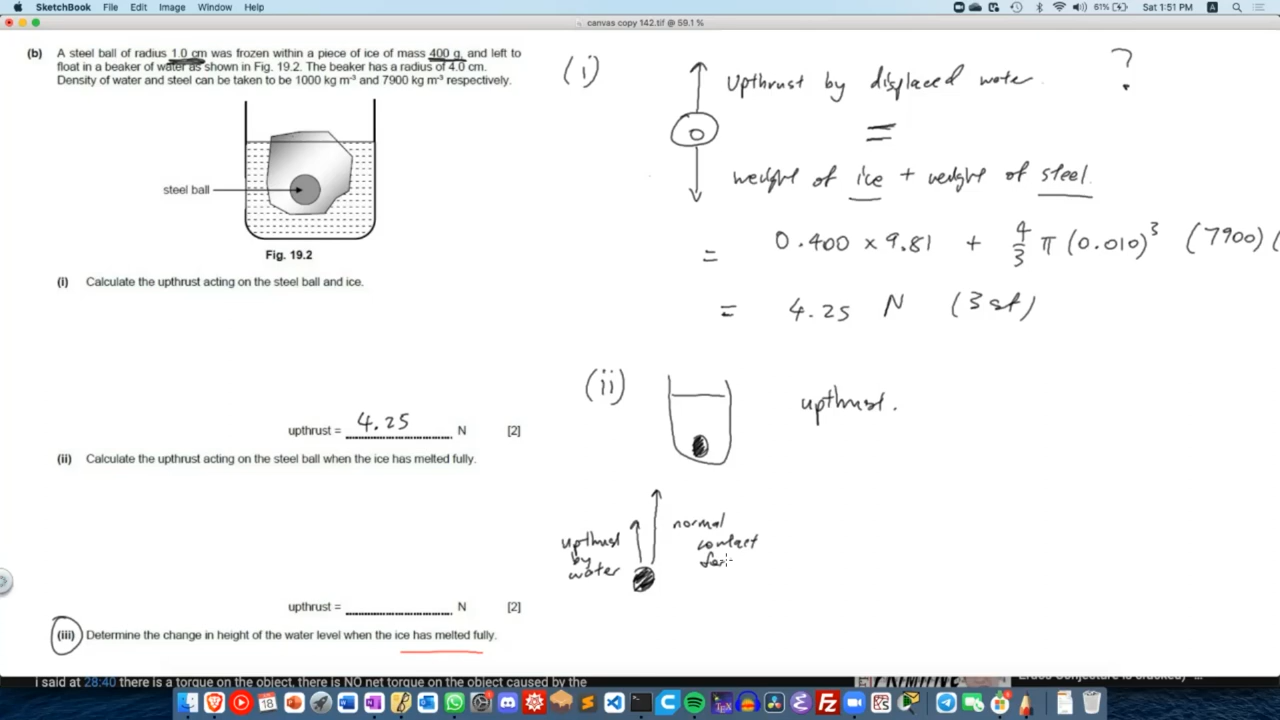 SketchBook File Edit Image Window Help 61% Sat 1:51 PM
canvas copy 142.tif @ 59.1 %
(b) A steel ball of radius 1.0 cm was frozen within a piece of ice of mass 400 g, and left to
float in a beaker of water as shown in Fig. 19.2. The beaker has a radius of 4.0 cm.
Density of water and steel can be taken to be 1000 kg m⁻³ and 7900 kg m⁻³ respectively.
steel ball
Fig. 19.2
(i) Calculate the upthrust acting on the steel ball and ice.
upthrust = 4.25 N [2]
(ii) Calculate the upthrust acting on the steel ball when the ice has melted fully.
upthrust = N [2]
(iii) Determine the change in height of the water level when the ice has melted fully.
(i)
Upthrust by displaced water. ?
=
weight of ice + weight of steel.
= 0.400 × 9.81 + 4/3 π (0.010)³ (7900) (
= 4.25 N (3sf)
(ii) upthrust.
upthrust
by
water
normal
contact
for
i said at 28:40 there is a torque on the object, there is NO net torque on the object caused by the